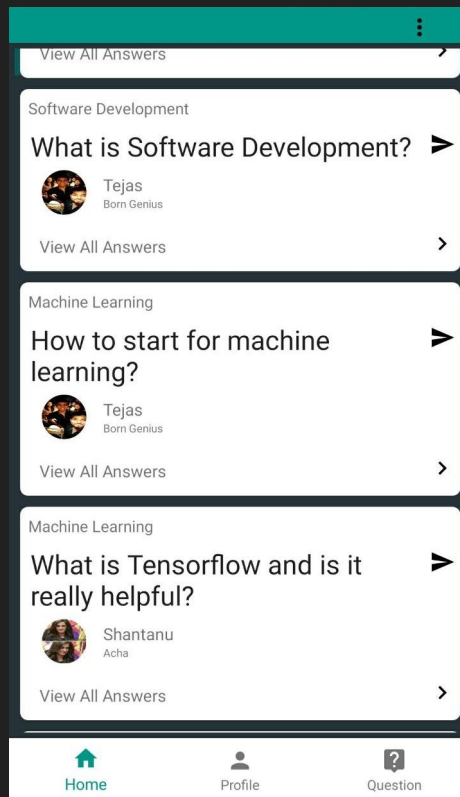 View All Answers
Software Development
What is Software Development?
Tejas
Born Genius
View All Answers
Machine Learning
How to start for machine
learning?
Tejas
Born Genius
View All Answers
Machine Learning
What is Tensorflow and is it
really helpful?
Shantanu
Acha
View All Answers
Home
Profile
Question